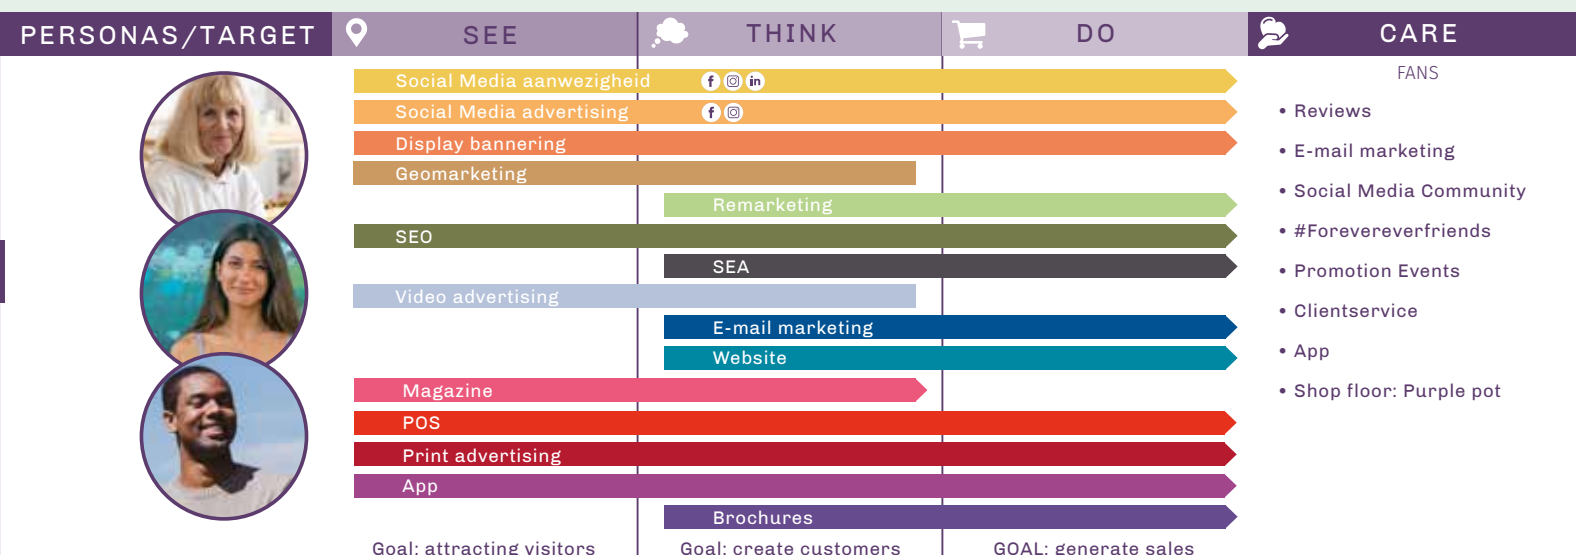 PERSONAS/TARGET
SEE
THINK
DO
CARE
FANS
Social Media aanwezigheid
Social Media advertising
Display bannering
Geomarketing
Remarketing
SEO
SEA
Video advertising
E-mail marketing
Website
Magazine
POS
Print advertising
App
Brochures
Goal: attracting visitors
Goal: create customers
GOAL: generate sales
• Reviews
• E-mail marketing
• Social Media Community
• #Forevereverfriends
• Promotion Events
• Clientservice
• App
• Shop floor: Purple pot